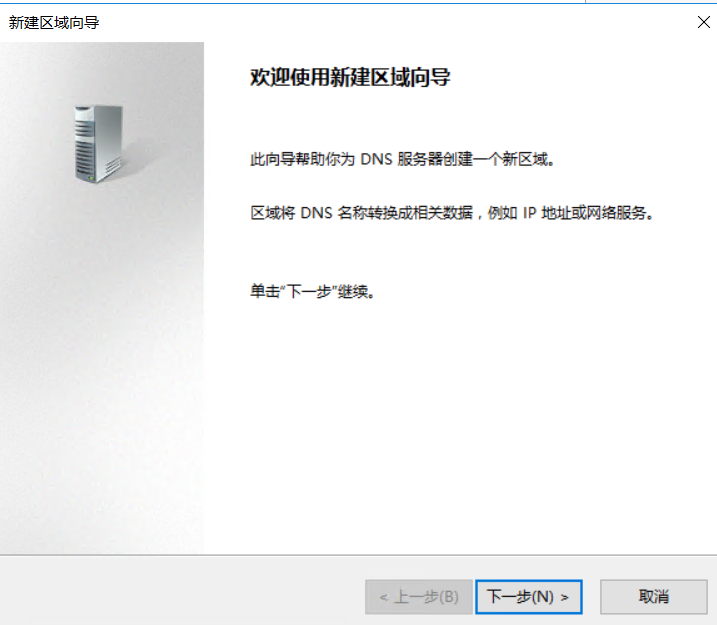 新建区域向导
欢迎使用新建区域向导
此向导帮助你为 DNS 服务器创建一个新区域。
区域将 DNS 名称转换成相关数据，例如 IP 地址或网络服务。
单击"下一步"继续。
< 上一步(B)
下一步(N) >
取消